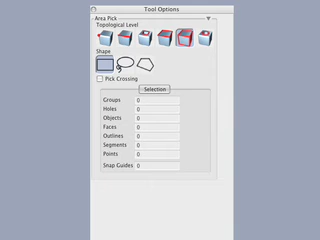 Tool Options
Area Pick
Topological Level
Shape
Pick Crossing
Selection
Groups 0
Holes 0
Objects 0
Faces 0
Outlines 0
Segments 0
Points 0
Snap Guides 0